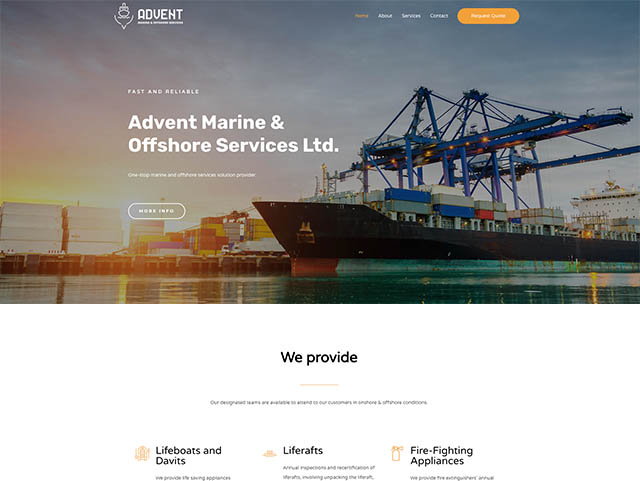 ADVENT
MARINE & OFFSHORE SERVICES
Home About Services Contact Request Quote
FAST AND RELIABLE
Advent Marine &
Offshore Services Ltd.
One-stop marine and offshore services solution provider.
MORE INFO
We provide
Our designated teams are available to attend to our customers in onshore & offshore conditions.
Lifeboats and
Davits
We provide life saving appliances
Liferafts
Annual inspections and recertification of
liferafts, involving unpacking the liferaft,
Fire-Fighting
Appliances
We provide fire extinguishers' annual